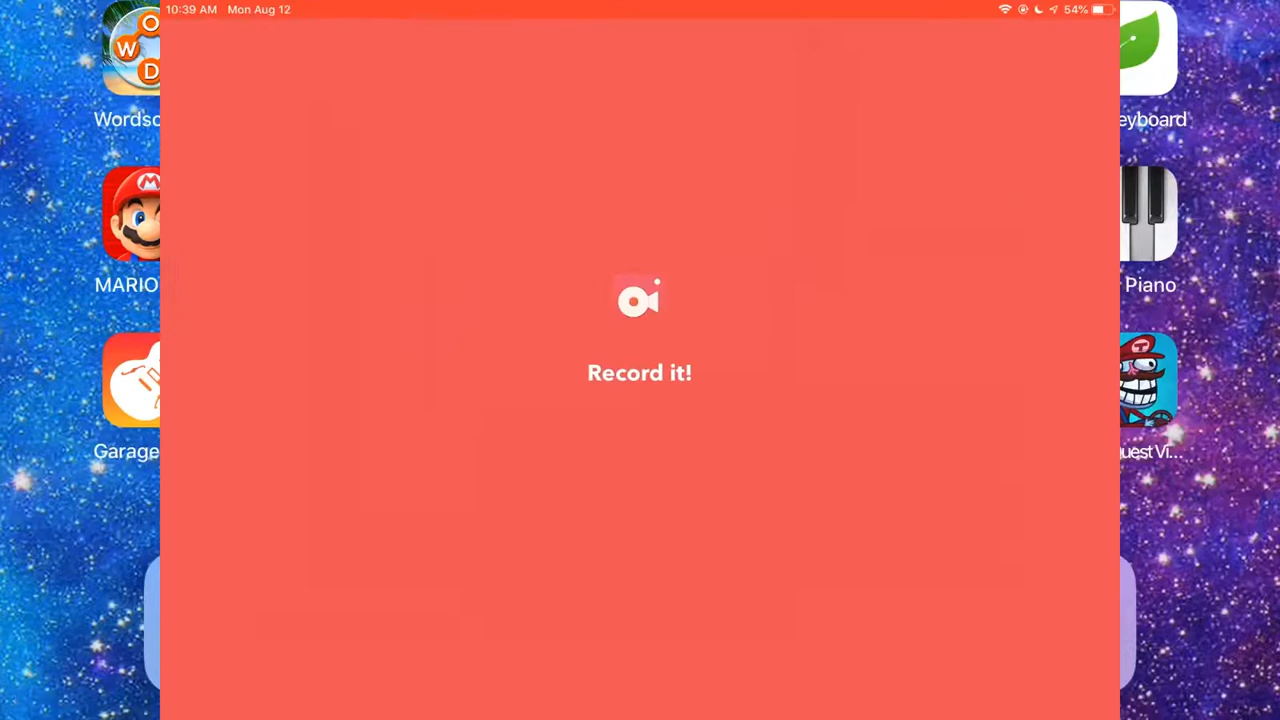 10:39 AM Mon Aug 12
54%
O
W
D
Wordsc
eyboard
M
MARIO
Piano
T
Garage
uest Vi...
Record it!